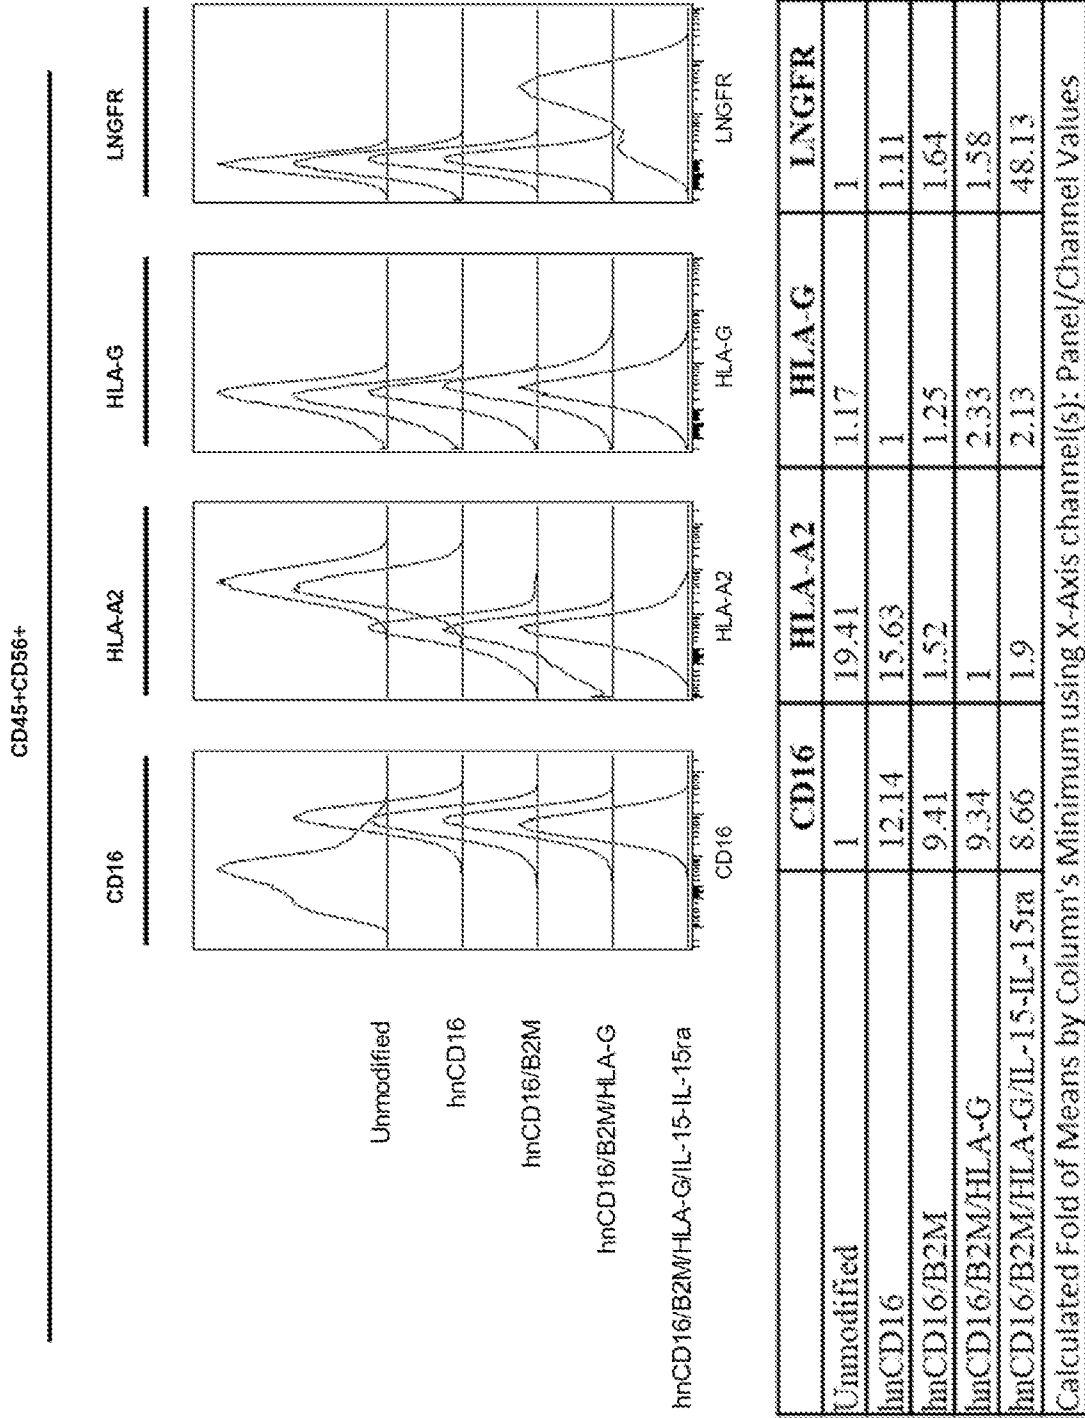 CD45+CD56+
CD16 HLA-A2 HLA-G LNGFR
Unmodified
hnCD16
hnCD16/B2M
hnCD16/B2M/HLA-G
hnCD16/B2M/HLA-G/IL-15-IL-15ra
CD16 HLA-A2 HLA-G LNGFR
CD16 HLA-A2 HLA-G LNGFR
Unmodified 1 19.41 1.17 1
hnCD16 12.14 15.63 1 1.11
hnCD16/B2M 9.41 1.52 1.25 1.64
hnCD16/B2M/HLA-G 9.34 1 2.33 1.58
hnCD16/B2M/HLA-G/IL-15-IL-15ra 8.66 1.9 2.13 48.13
Calculated Fold of Means by Column's Minimum using X-Axis channel(s): Panel/Channel Values